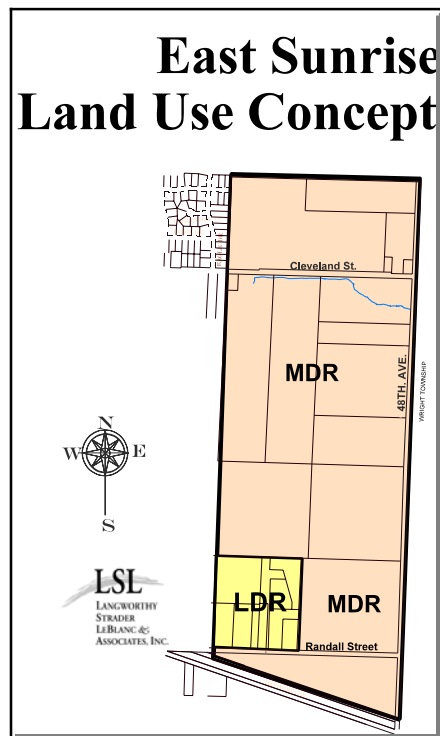 East Sunrise
Land Use Concept
Cleveland St.
MDR
48TH. AVE.
WRIGHT TOWNSHIP
N
W E
S
LSL
LANGWORTHY
STRADER
LEBLANC &
ASSOCIATES, INC.
LDR
MDR
Randall Street